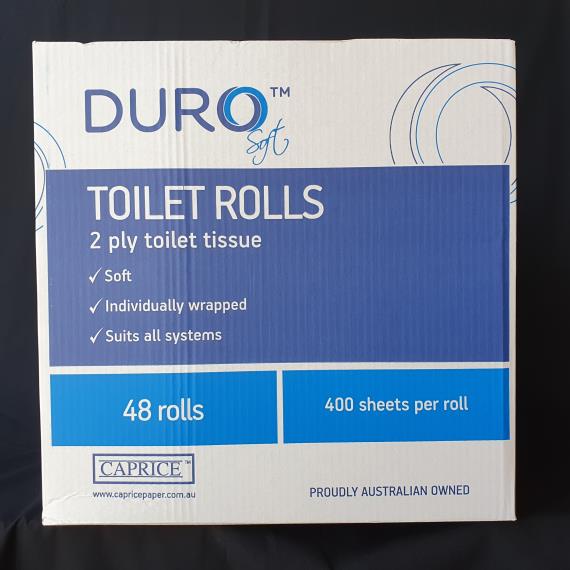 DURO™
Soft
TOILET ROLLS
2 ply toilet tissue
✓ Soft
✓ Individually wrapped
✓ Suits all systems
48 rolls
400 sheets per roll
CAPRICE™
www.capricepaper.com.au
PROUDLY AUSTRALIAN OWNED